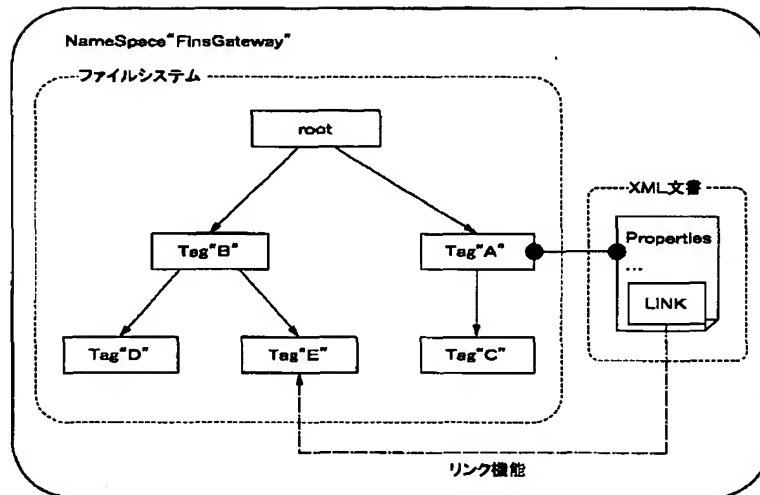 NameSpace"FinsGateway"
ファイルシステム
root
XML文書
Tag"B"
Tag"A"
Properties
...
LINK
Tag"D"
Tag"E"
Tag"C"
リンク機能